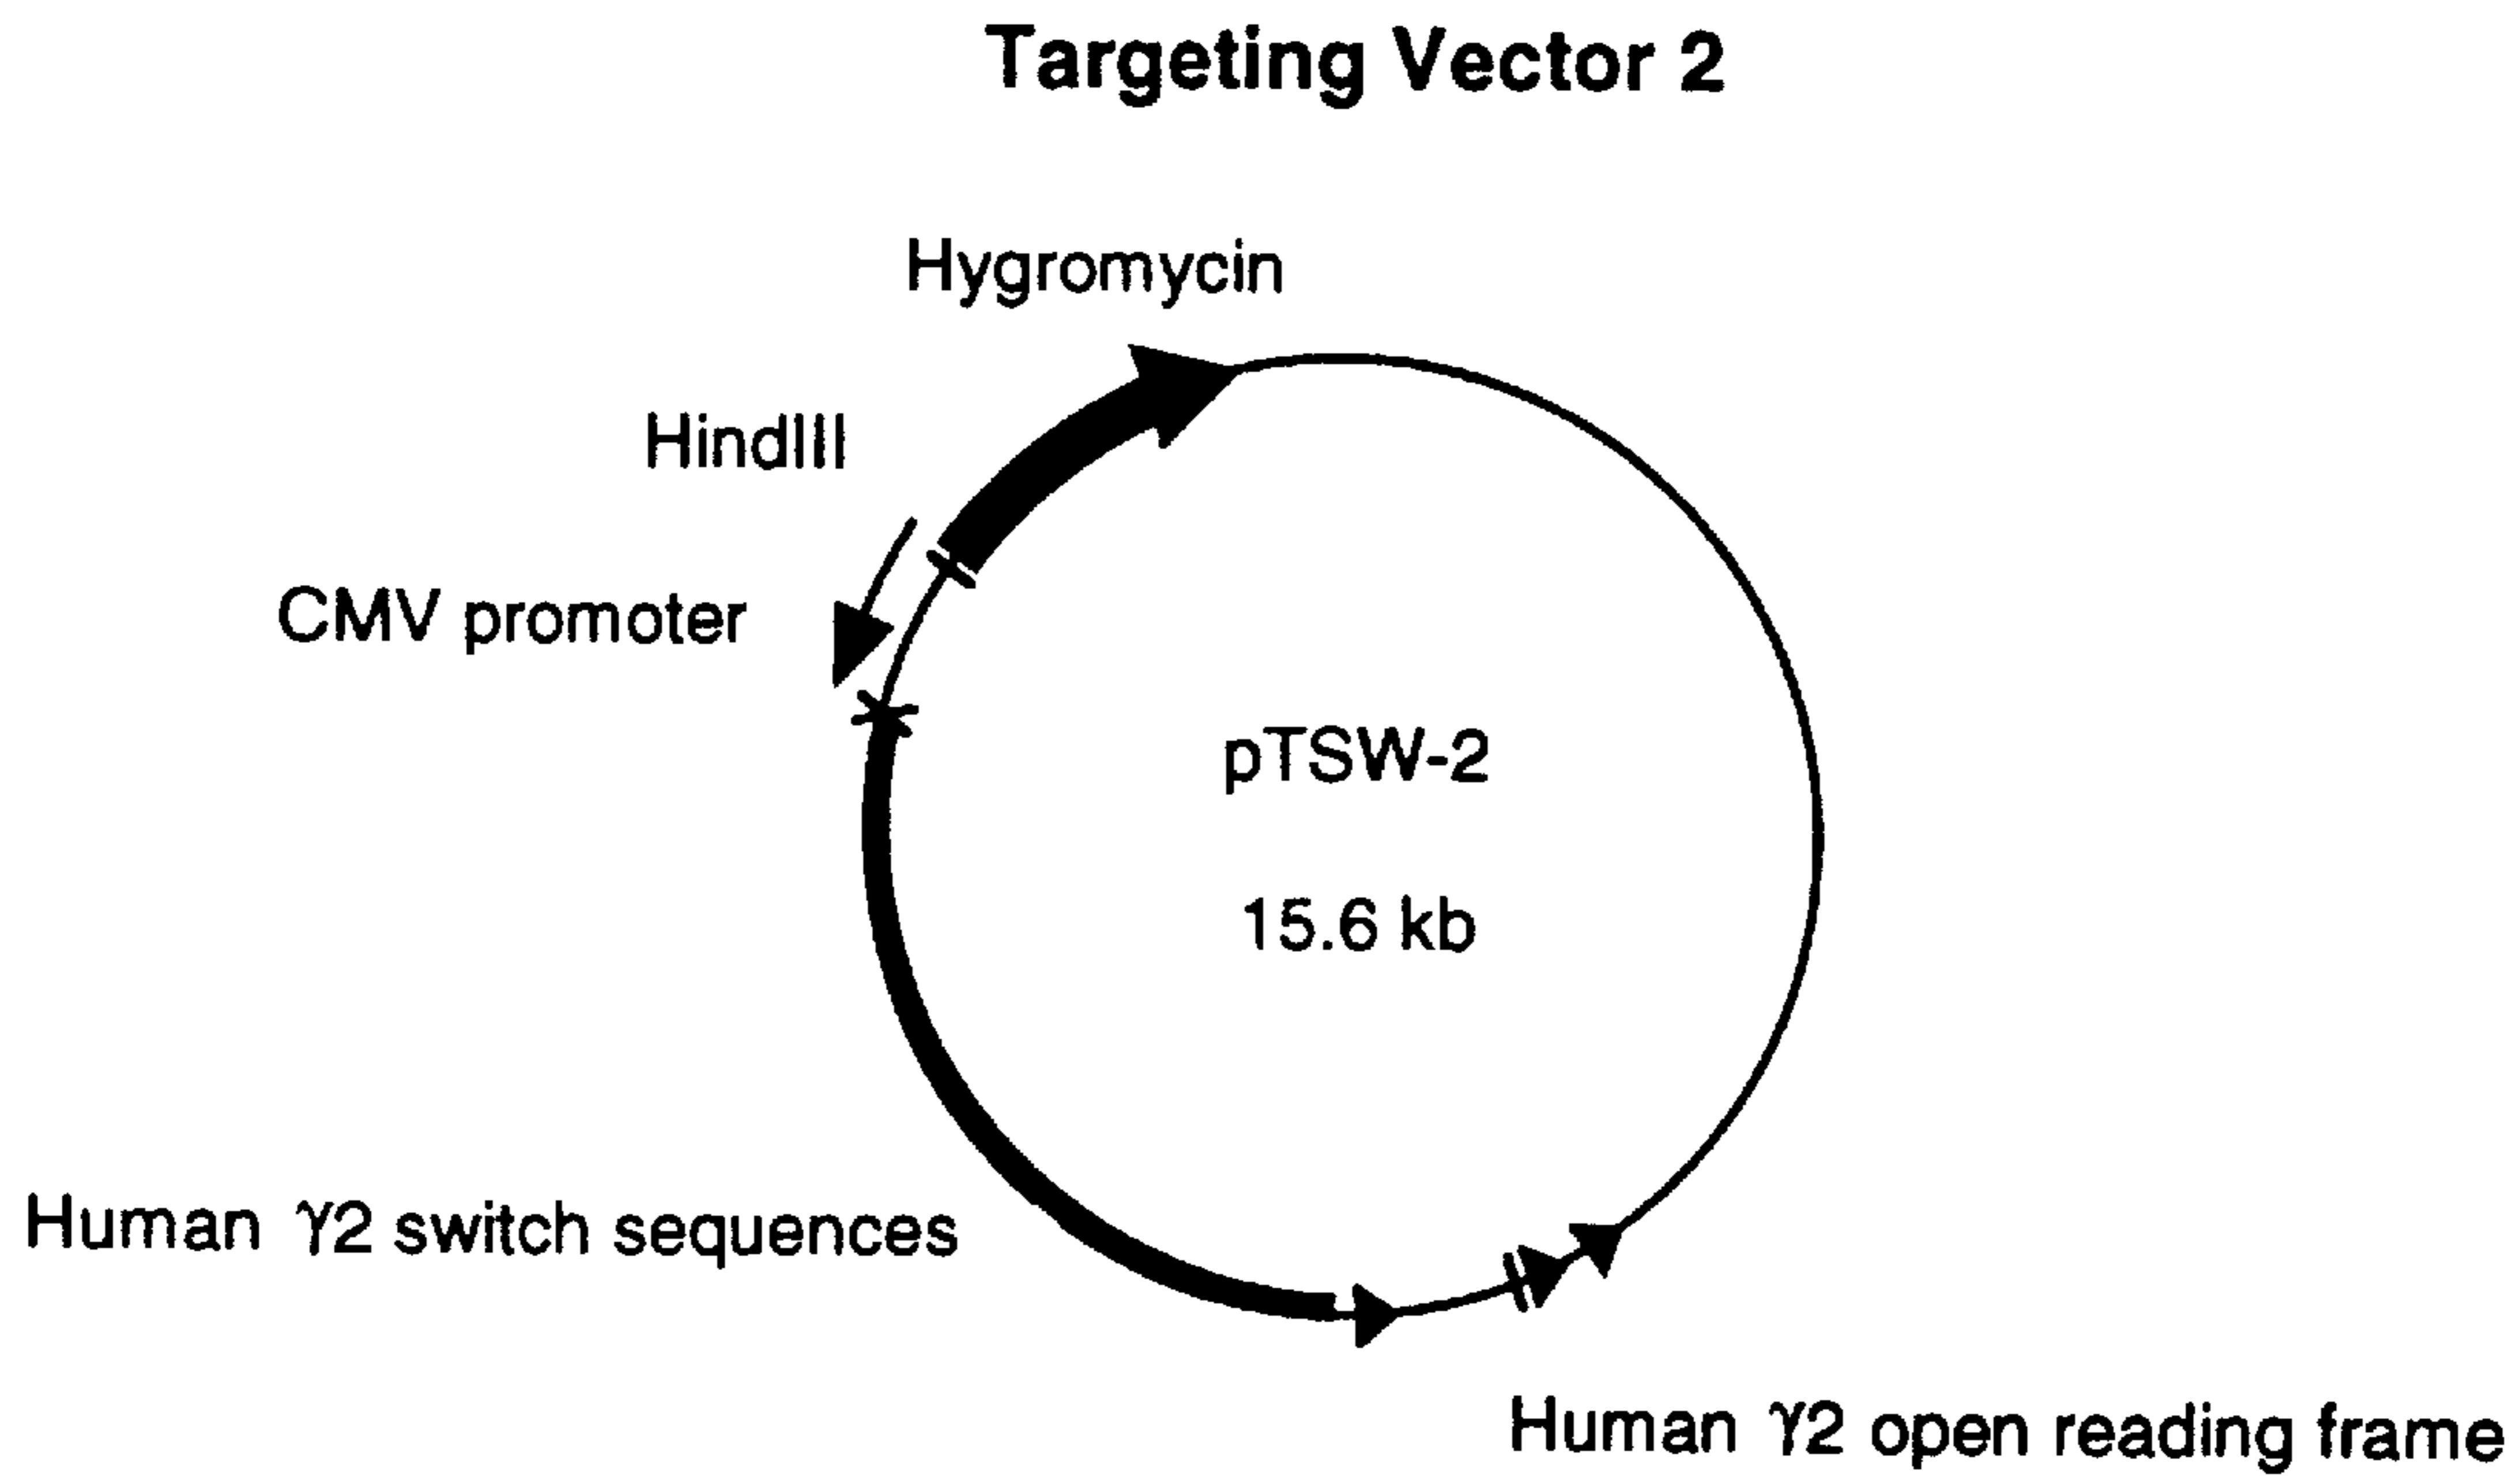 Targeting Vector 2
Hygromycin
HindIII
CMV promoter
pTSW-2
15.6 kb
Human γ2 switch sequences
Human γ2 open reading frame